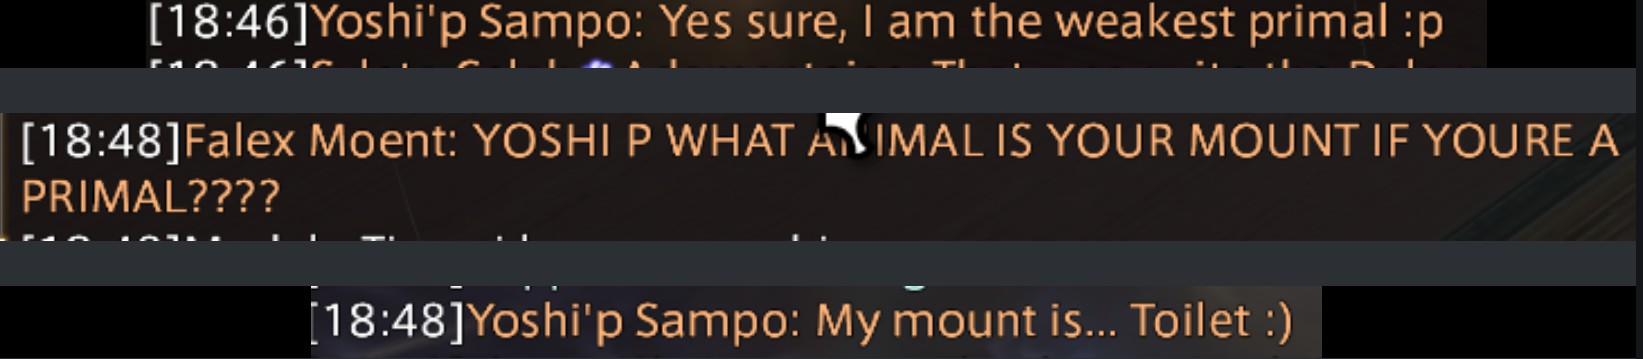 [18:46]Yoshi'p Sampo: Yes sure, I am the weakest primal :p
[18:48]Falex Moent: YOSHI P WHAT ANIMAL IS YOUR MOUNT IF YOURE A
PRIMAL????
[18:48]Yoshi'p Sampo: My mount is... Toilet :)